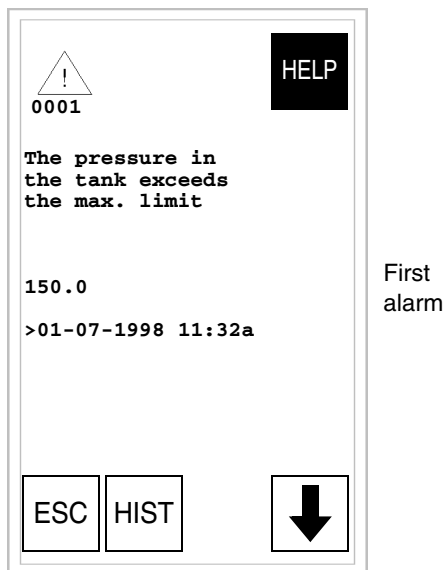 HELP
!
0001
The pressure in
the tank exceeds
the max. limit
150.0
First
alarm
>01-07-1998 11:32a
ESC HIST